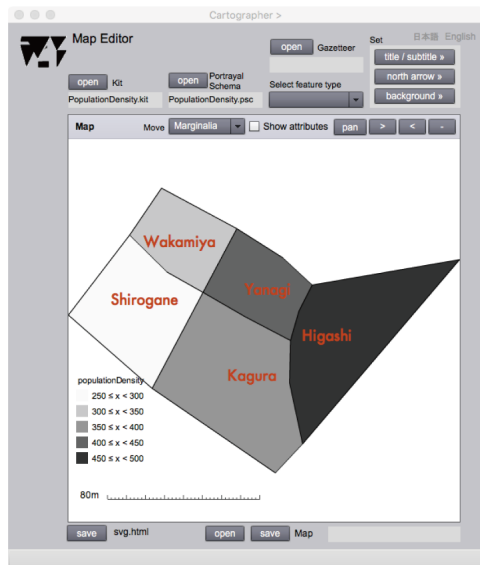 Cartographer >
Map Editor
日本語 English
open Gazetteer
Set
title / subtitle »
north arrow »
background »
open Kit
open Portrayal Schema
Select feature type
PopulationDensity.kit
PopulationDensity.psc
Map
Move Marginalia
Show attributes
pan > < -
Wakamiya
Yanagi
Shirogane
Higashi
Kagura
populationDensity
250 ≤ x < 300
300 ≤ x < 350
350 ≤ x < 400
400 ≤ x < 450
450 ≤ x < 500
80m
save svg.html
open save Map